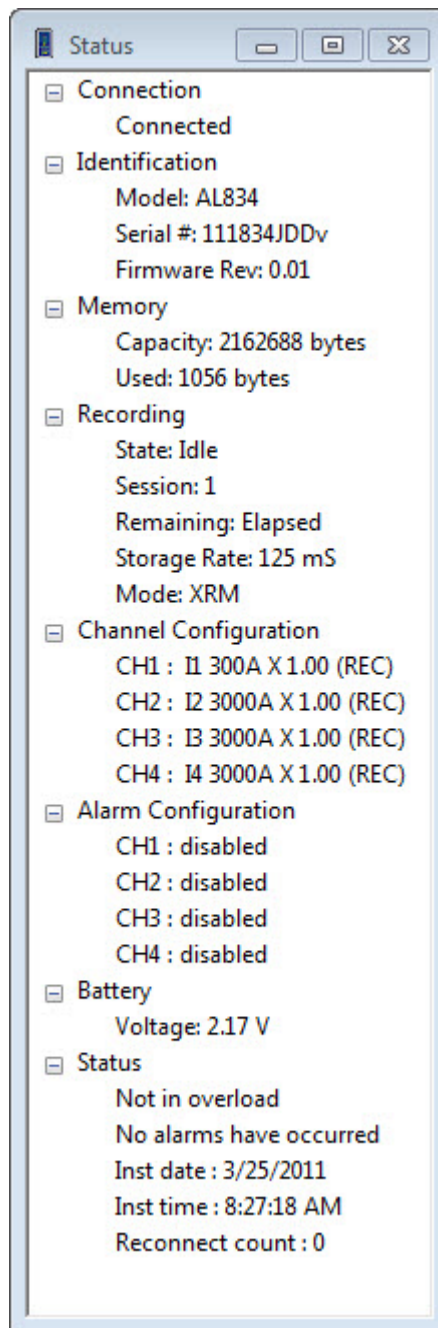 Status
Connection
Connected
Identification
Model: AL834
Serial #: 111834JDDv
Firmware Rev: 0.01
Memory
Capacity: 2162688 bytes
Used: 1056 bytes
Recording
State: Idle
Session: 1
Remaining: Elapsed
Storage Rate: 125 mS
Mode: XRM
Channel Configuration
CH1 : I1 300A X 1.00 (REC)
CH2 : I2 3000A X 1.00 (REC)
CH3 : I3 3000A X 1.00 (REC)
CH4 : I4 3000A X 1.00 (REC)
Alarm Configuration
CH1 : disabled
CH2 : disabled
CH3 : disabled
CH4 : disabled
Battery
Voltage: 2.17 V
Status
Not in overload
No alarms have occurred
Inst date : 3/25/2011
Inst time : 8:27:18 AM
Reconnect count : 0